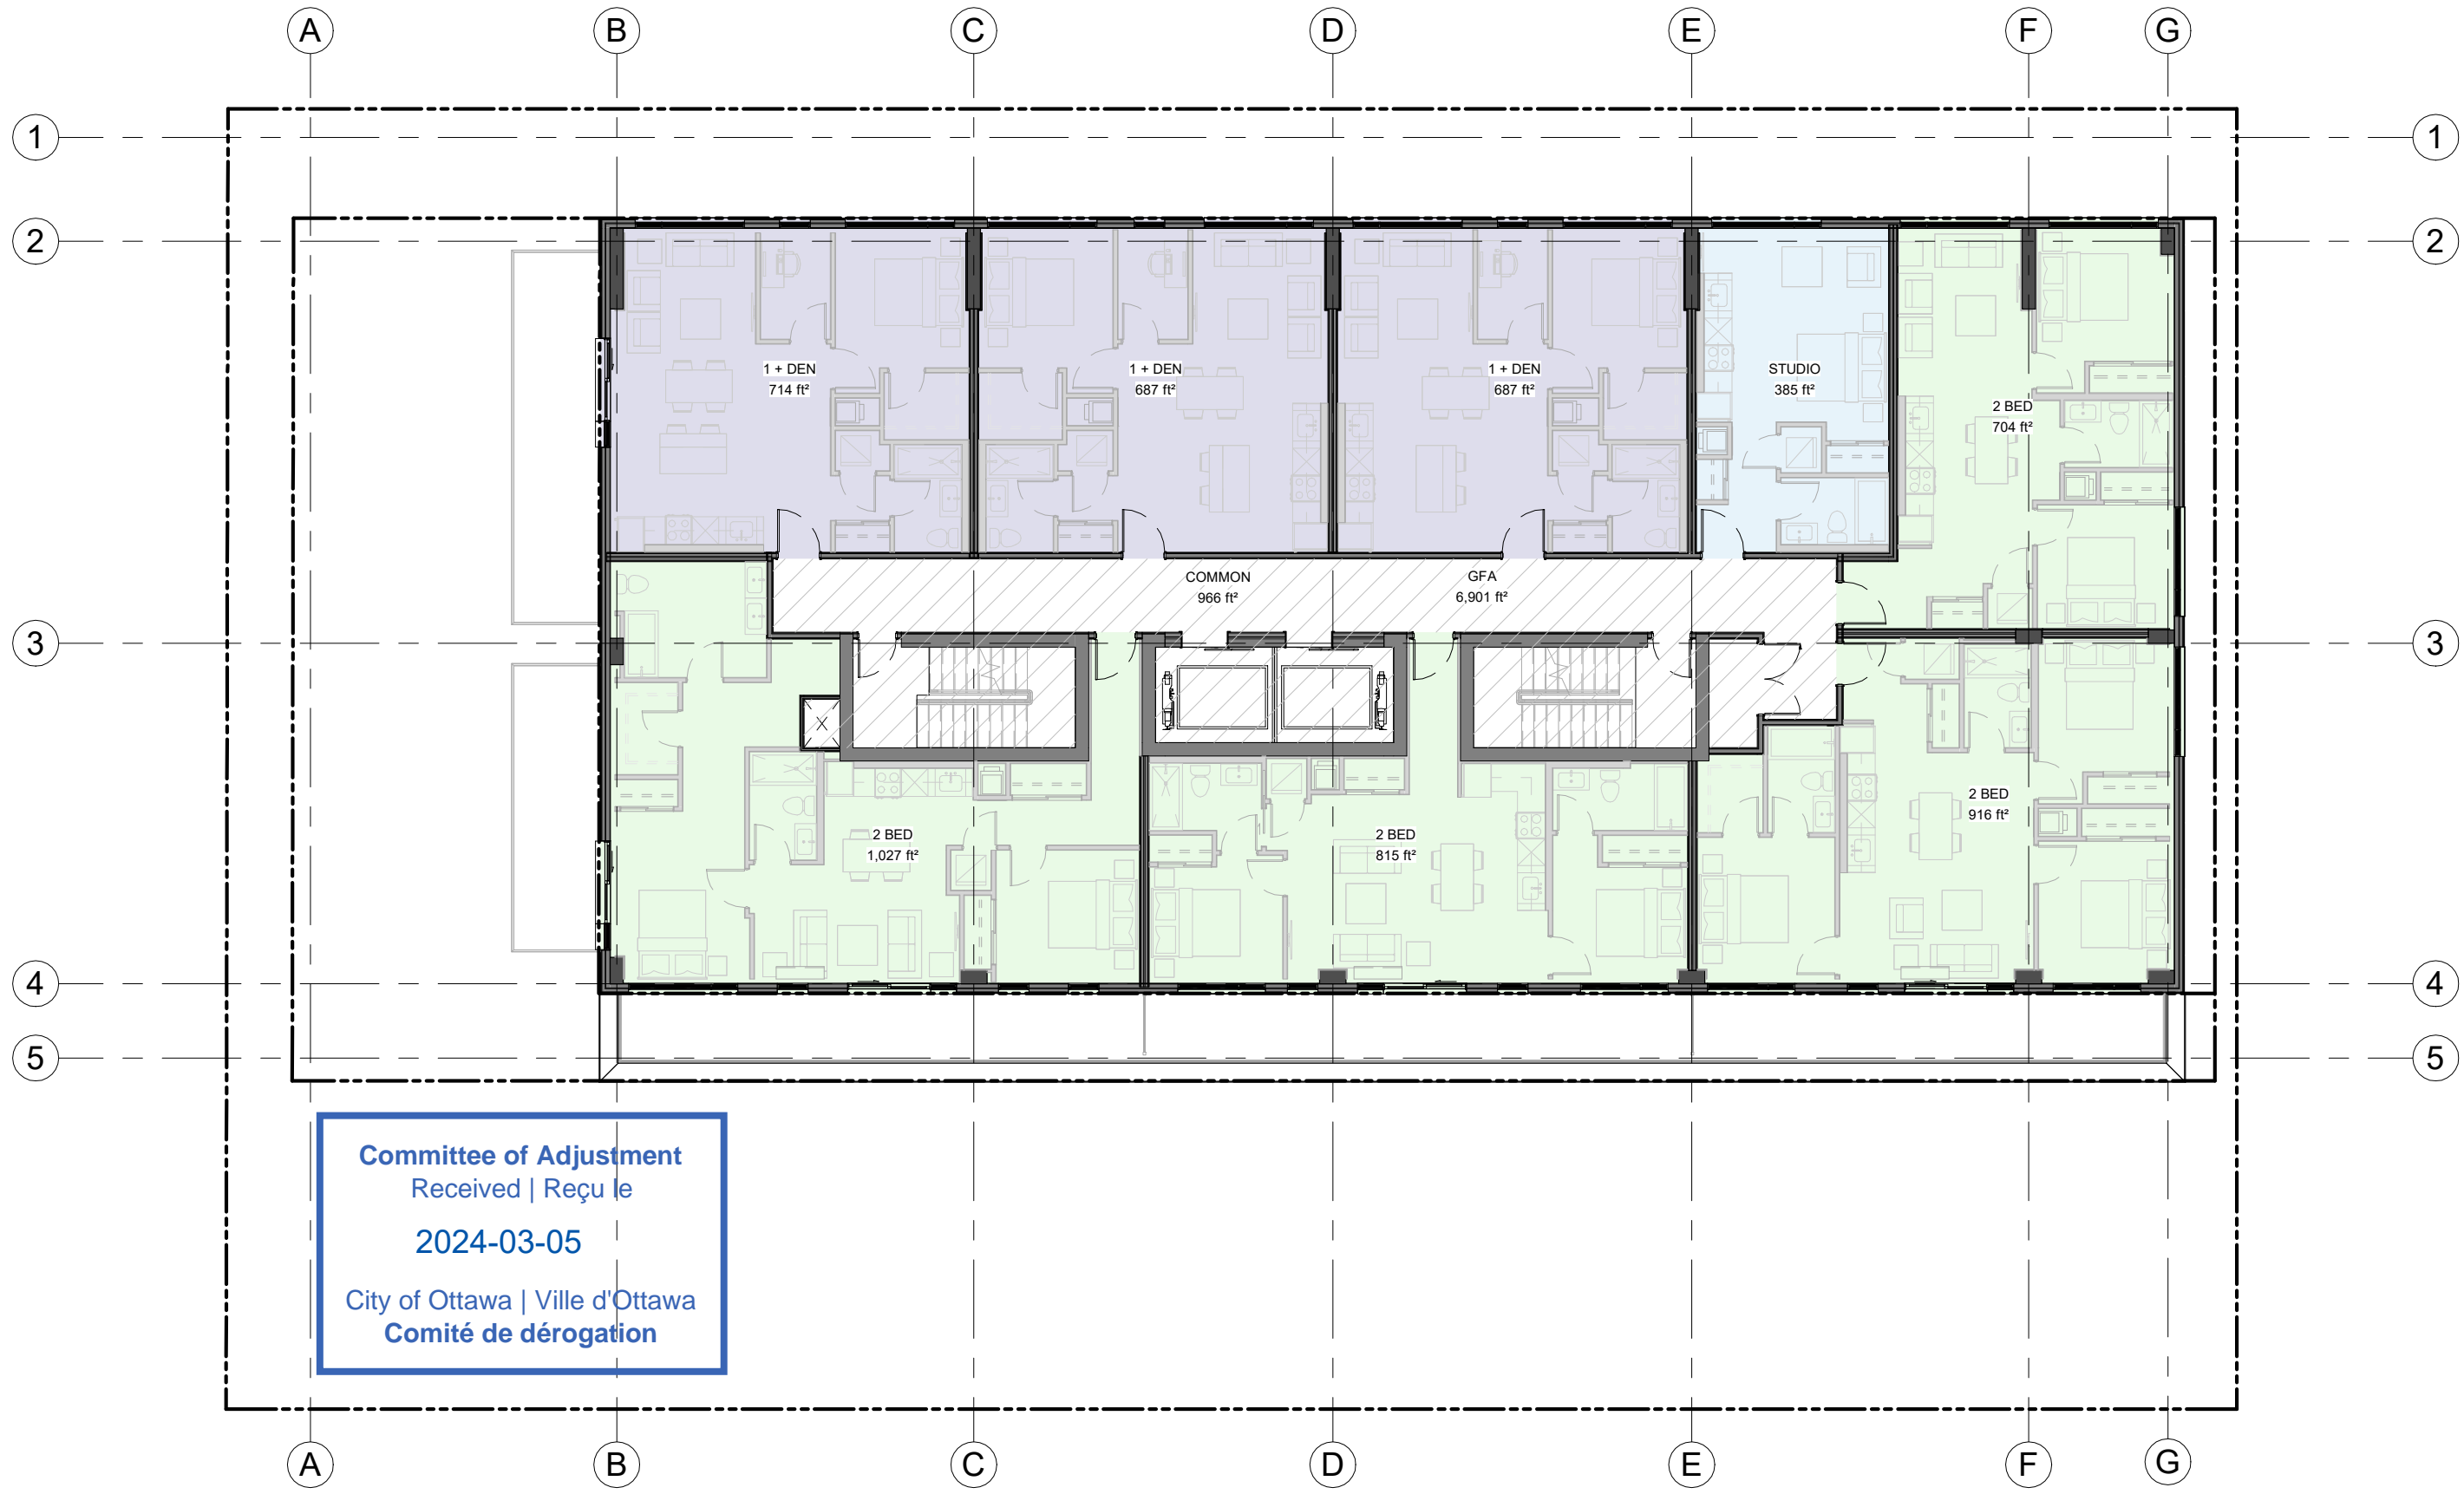 A B C D E F G
1 1
2 2
1 + DEN
714 ft²
1 + DEN
687 ft²
1 + DEN
687 ft²
STUDIO
385 ft²
2 BED
704 ft²
COMMON
966 ft²
GFA
6,901 ft²
3 3
2 BED
1,027 ft²
2 BED
815 ft²
2 BED
916 ft²
4 4
5 5
Committee of Adjustment
Received | Reçu le
2024-03-05
City of Ottawa | Ville d'Ottawa
Comité de dérogation
A B C D E F G